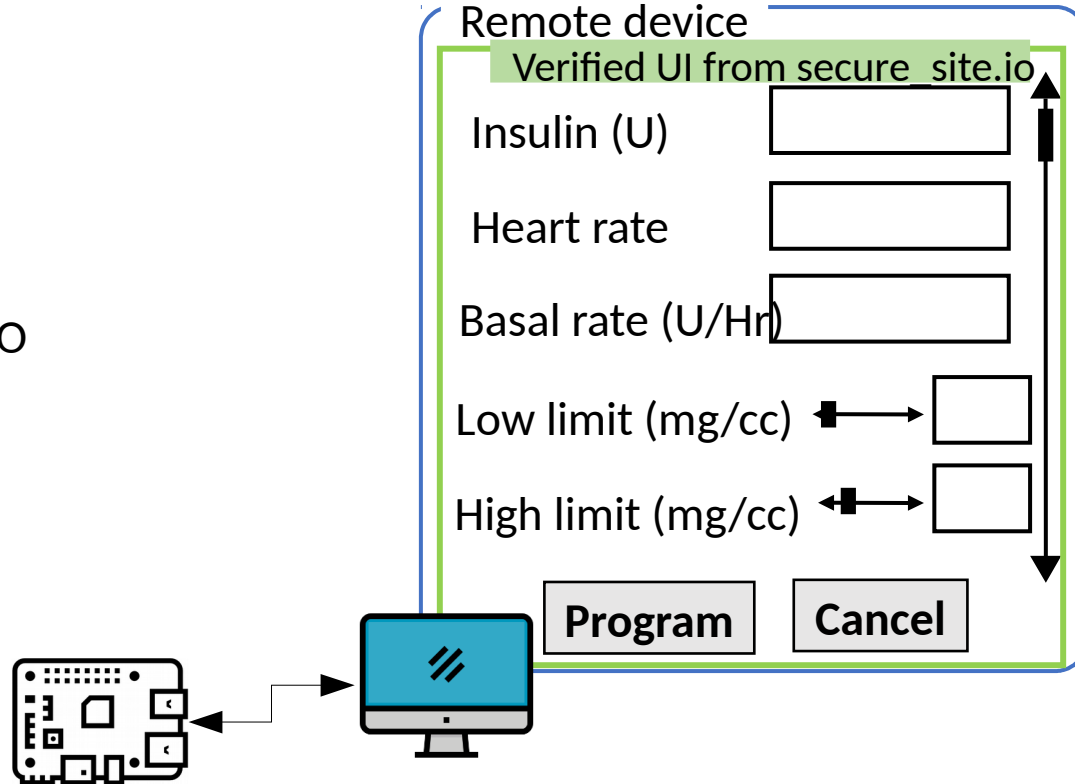 Remote device
Verified UI from secure_site.io
Insulin (U)
Heart rate
Basal rate (U/Hr)
o
Low limit (mg/cc)
High limit (mg/cc)
Program
Cancel